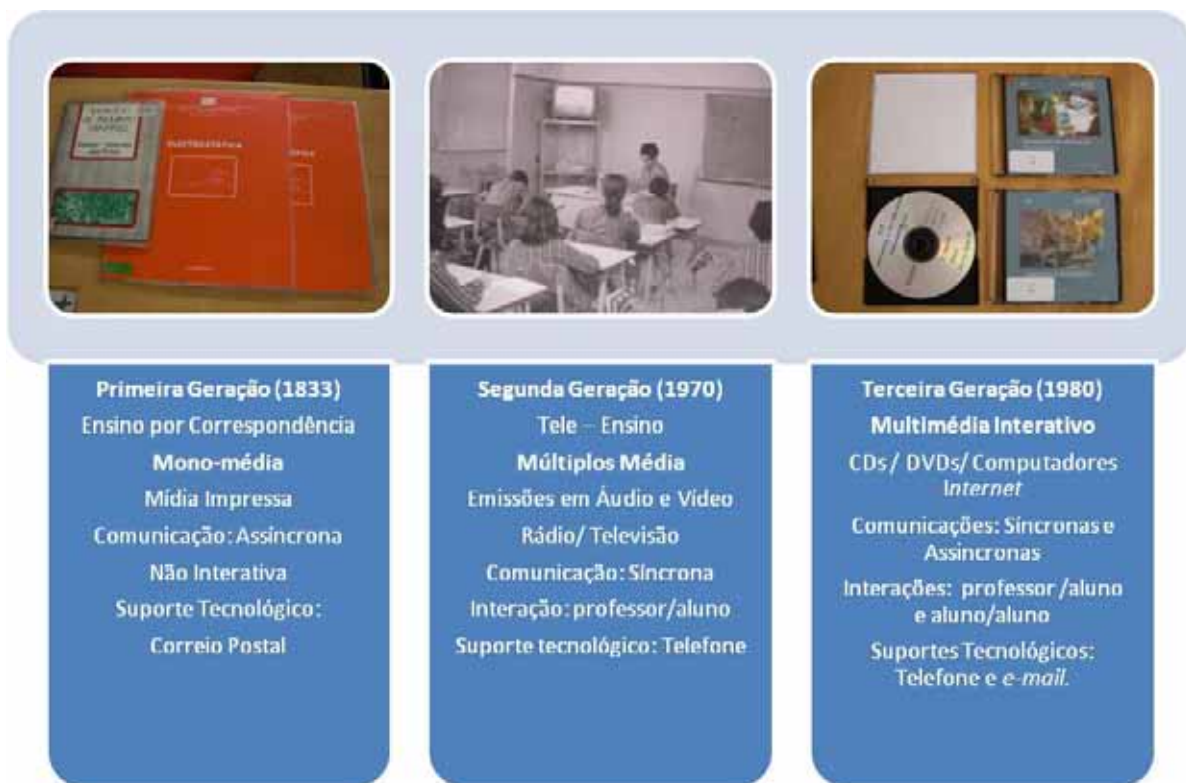 ELECTROSTÁTICA
Primeira Geração (1833)
Ensino por Correspondência
Mono-média
Mídia Impressa
Comunicação: Assíncrona
Não Interativa
Suporte Tecnológico:
Correio Postal
Segunda Geração (1970)
Tele – Ensino
Múltiplos Média
Emissões em Áudio e Vídeo
Rádio/ Televisão
Comunicação: Síncrona
Interação: professor/aluno
Suporte tecnológico: Telefone
Terceira Geração (1980)
Multimédia Interativo
CDs / DVDs/ Computadores
Internet
Comunicações: Síncronas e
Assincronas
Interações: professor /aluno
e aluno/aluno
Suportes Tecnológicos:
Telefone e e-mail.